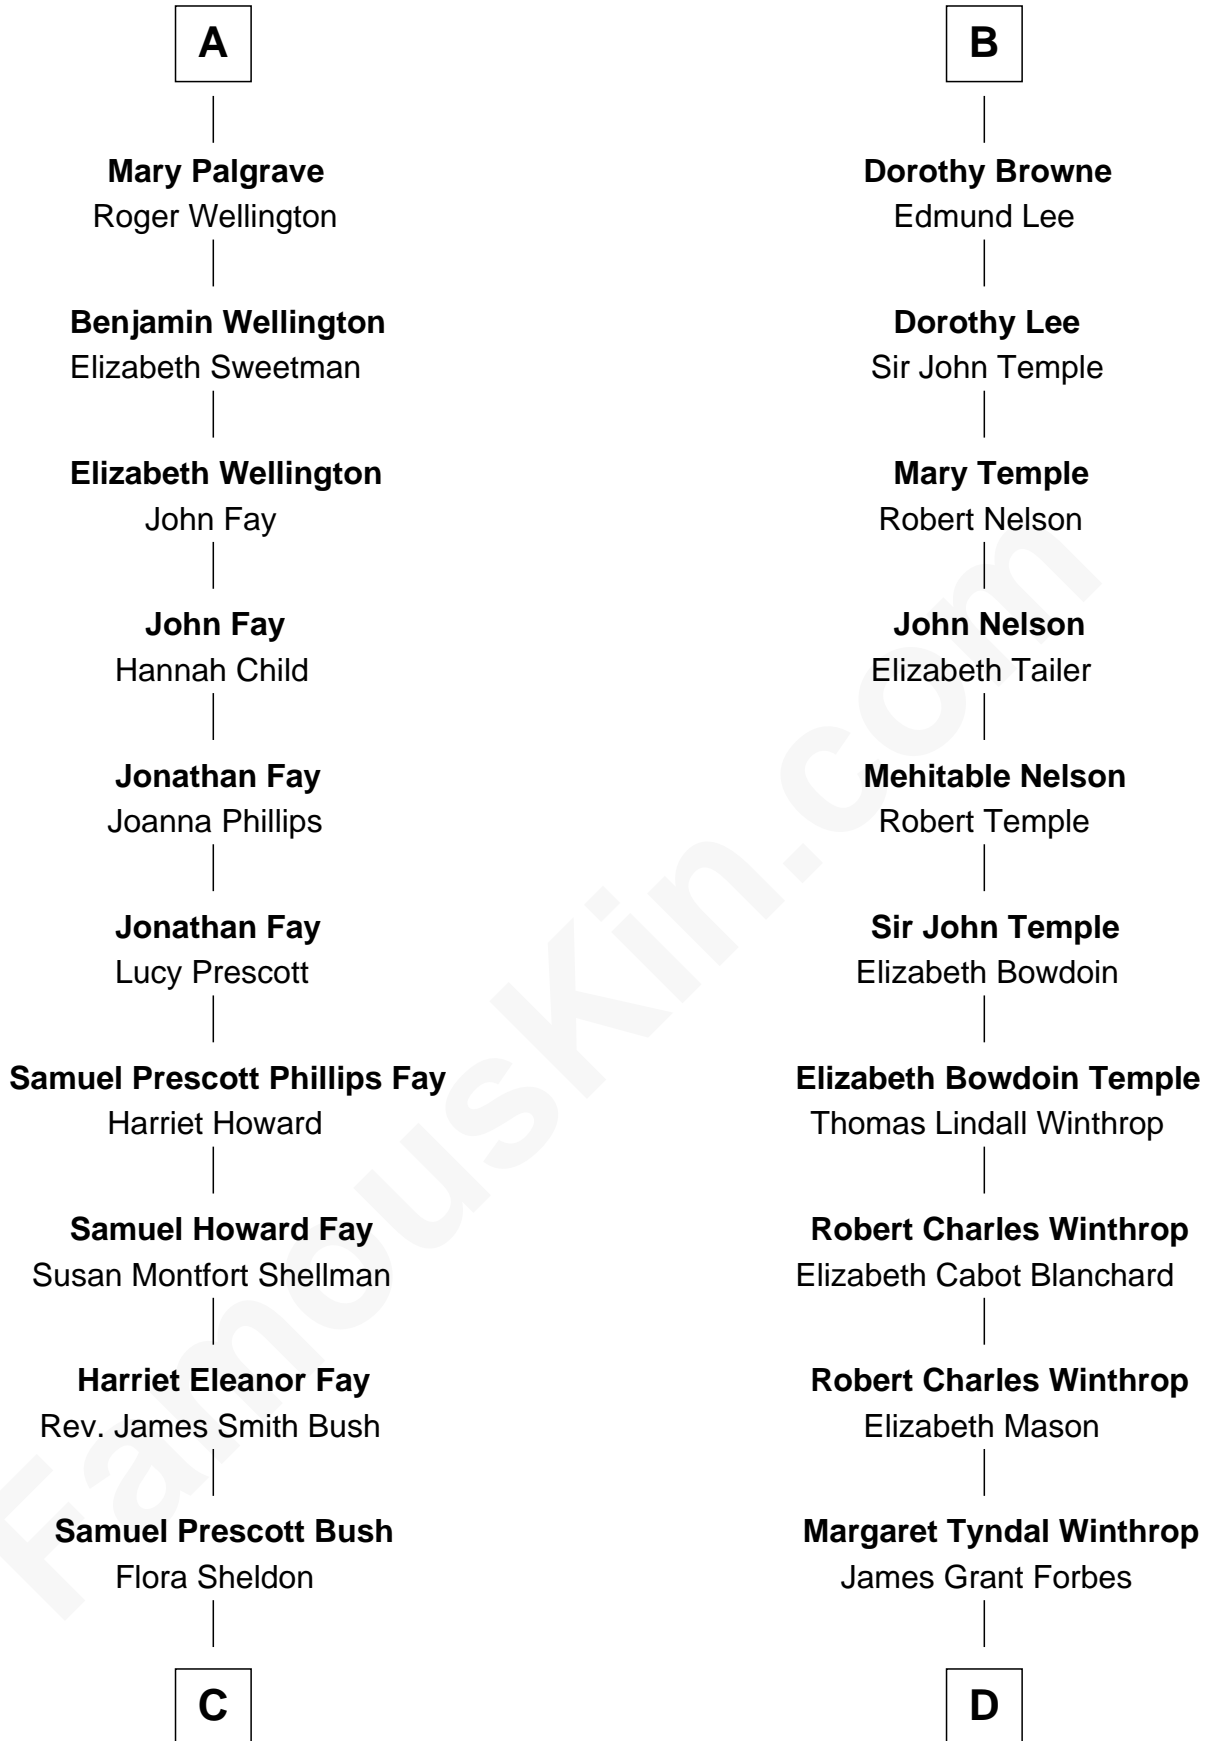 A
Mary Palgrave
Roger Wellington
Benjamin Wellington
Elizabeth Sweetman
Elizabeth Wellington
John Fay
John Fay
Hannah Child
Jonathan Fay
Joanna Phillips
Jonathan Fay
Lucy Prescott
Samuel Prescott Phillips Fay
Harriet Howard
Samuel Howard Fay
Susan Montfort Shellman
Harriet Eleanor Fay
Rev. James Smith Bush
Samuel Prescott Bush
Flora Sheldon
C
B
Dorothy Browne
Edmund Lee
Dorothy Lee
Sir John Temple
Mary Temple
Robert Nelson
John Nelson
Elizabeth Tailer
Mehitable Nelson
Robert Temple
Sir John Temple
Elizabeth Bowdoin
Elizabeth Bowdoin Temple
Thomas Lindall Winthrop
Robert Charles Winthrop
Elizabeth Cabot Blanchard
Robert Charles Winthrop
Elizabeth Mason
Margaret Tyndal Winthrop
James Grant Forbes
D
FamousKin.com